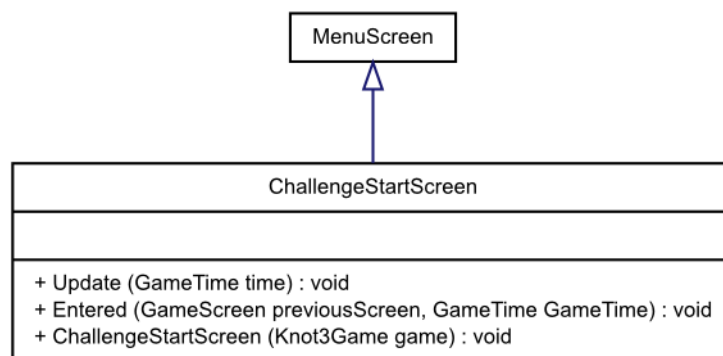 MenuScreen
ChallengeStartScreen
+ Update (GameTime time) : void
+ Entered (GameScreen previousScreen, GameTime GameTime) : void
+ ChallengeStartScreen (Knot3Game game) : void